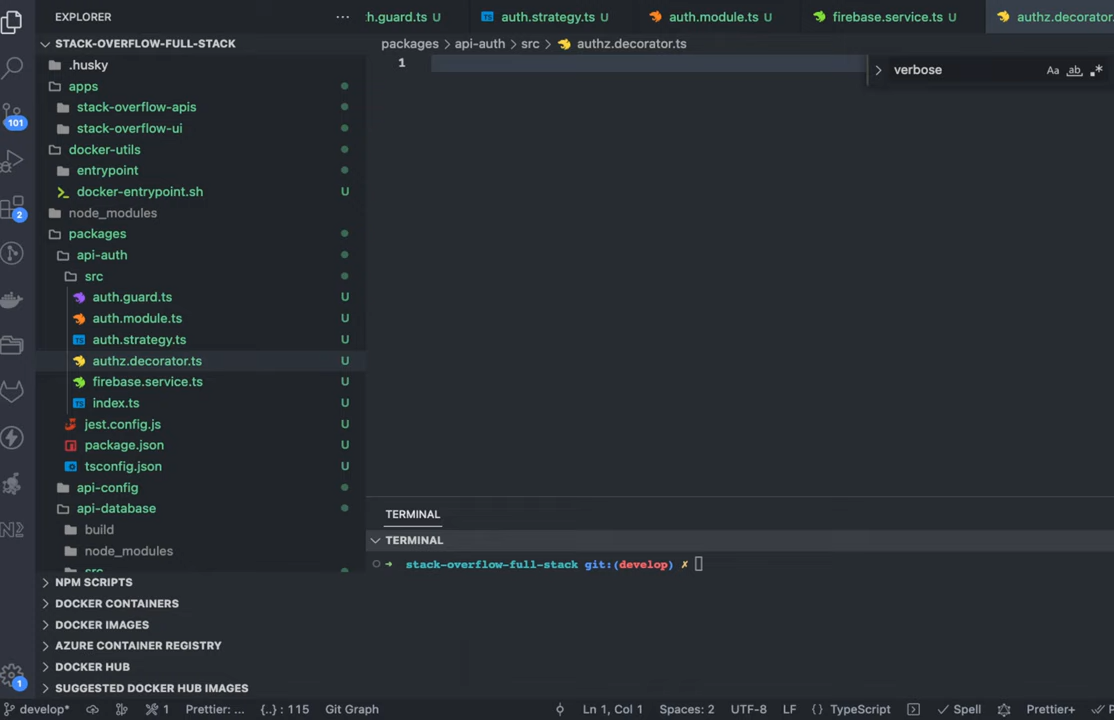 EXPLORER
···
h.guard.ts U
auth.strategy.ts U
auth.module.ts U
firebase.service.ts U
authz.decorator
STACK-OVERFLOW-FULL-STACK
packages > api-auth > src > authz.decorator.ts
1
verbose
Aa ab .*
.husky
apps
stack-overflow-apis
stack-overflow-ui
docker-utils
entrypoint
docker-entrypoint.sh U
node_modules
packages
api-auth
src
auth.guard.ts U
auth.module.ts U
auth.strategy.ts U
authz.decorator.ts U
firebase.service.ts U
index.ts U
jest.config.js U
package.json U
tsconfig.json U
api-config
api-database
build
node_modules
src
101
2
NPM SCRIPTS
DOCKER CONTAINERS
DOCKER IMAGES
AZURE CONTAINER REGISTRY
DOCKER HUB
SUGGESTED DOCKER HUB IMAGES
TERMINAL
TERMINAL
stack-overflow-full-stack git:(develop) ✗
1
develop* 1 Prettier: ... {..} : 115 Git Graph Ln 1, Col 1 Spaces: 2 UTF-8 LF {} TypeScript Spell Prettier+